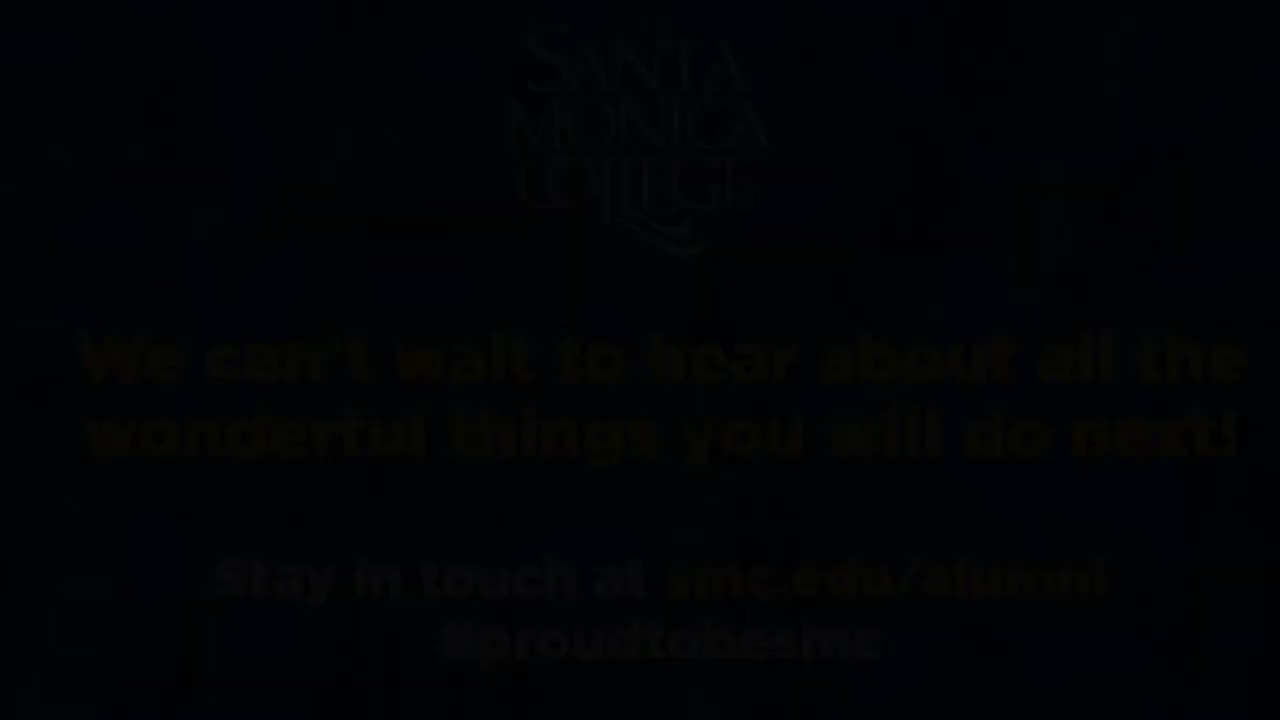 SANTA
MONICA
COLLEGE
We can't wait to hear about all the
wonderful things you will do next!
Stay in touch at smc.edu/alumni
#proudtobesmc